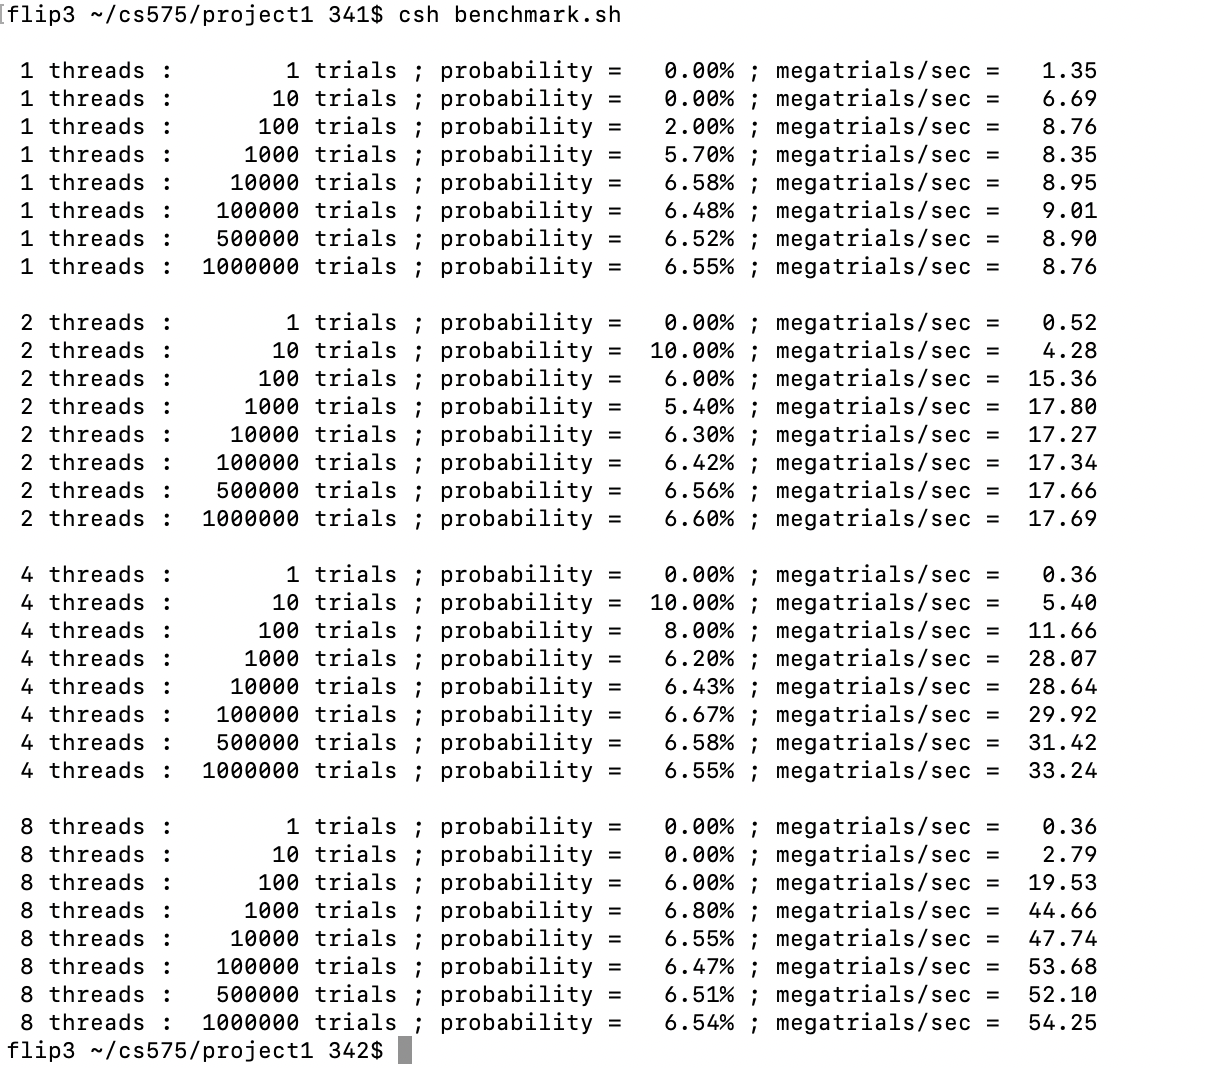 [flip3 ~/cs575/project1 341$ csh benchmark.sh
1 threads :        1 trials ; probability =   0.00% ; megatrials/sec =   1.35
1 threads :       10 trials ; probability =   0.00% ; megatrials/sec =   6.69
1 threads :      100 trials ; probability =   2.00% ; megatrials/sec =   8.76
1 threads :     1000 trials ; probability =   5.70% ; megatrials/sec =   8.35
1 threads :    10000 trials ; probability =   6.58% ; megatrials/sec =   8.95
1 threads :   100000 trials ; probability =   6.48% ; megatrials/sec =   9.01
1 threads :   500000 trials ; probability =   6.52% ; megatrials/sec =   8.90
1 threads :  1000000 trials ; probability =   6.55% ; megatrials/sec =   8.76
2 threads :        1 trials ; probability =   0.00% ; megatrials/sec =   0.52
2 threads :       10 trials ; probability =  10.00% ; megatrials/sec =   4.28
2 threads :      100 trials ; probability =   6.00% ; megatrials/sec =  15.36
2 threads :     1000 trials ; probability =   5.40% ; megatrials/sec =  17.80
2 threads :    10000 trials ; probability =   6.30% ; megatrials/sec =  17.27
2 threads :   100000 trials ; probability =   6.42% ; megatrials/sec =  17.34
2 threads :   500000 trials ; probability =   6.56% ; megatrials/sec =  17.66
2 threads :  1000000 trials ; probability =   6.60% ; megatrials/sec =  17.69
4 threads :        1 trials ; probability =   0.00% ; megatrials/sec =   0.36
4 threads :       10 trials ; probability =  10.00% ; megatrials/sec =   5.40
4 threads :      100 trials ; probability =   8.00% ; megatrials/sec =  11.66
4 threads :     1000 trials ; probability =   6.20% ; megatrials/sec =  28.07
4 threads :    10000 trials ; probability =   6.43% ; megatrials/sec =  28.64
4 threads :   100000 trials ; probability =   6.67% ; megatrials/sec =  29.92
4 threads :   500000 trials ; probability =   6.58% ; megatrials/sec =  31.42
4 threads :  1000000 trials ; probability =   6.55% ; megatrials/sec =  33.24
8 threads :        1 trials ; probability =   0.00% ; megatrials/sec =   0.36
8 threads :       10 trials ; probability =   0.00% ; megatrials/sec =   2.79
8 threads :      100 trials ; probability =   6.00% ; megatrials/sec =  19.53
8 threads :     1000 trials ; probability =   6.80% ; megatrials/sec =  44.66
8 threads :    10000 trials ; probability =   6.55% ; megatrials/sec =  47.74
8 threads :   100000 trials ; probability =   6.47% ; megatrials/sec =  53.68
8 threads :   500000 trials ; probability =   6.51% ; megatrials/sec =  52.10
8 threads :  1000000 trials ; probability =   6.54% ; megatrials/sec =  54.25
flip3 ~/cs575/project1 342$